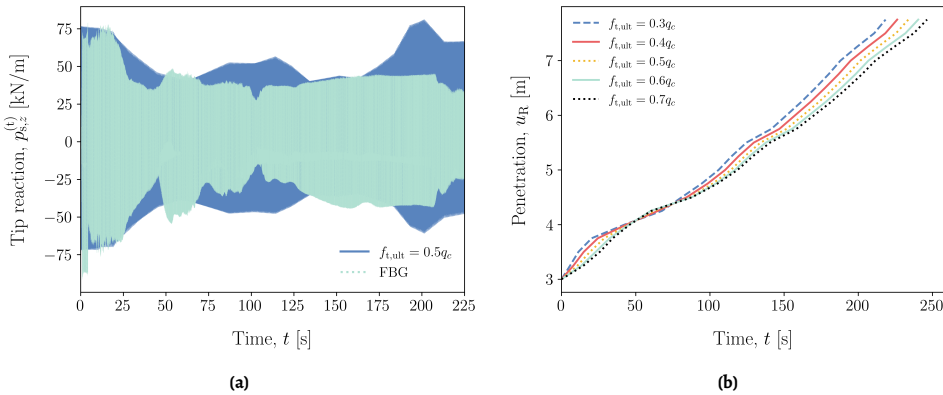 75
50
25
0
−25
−50
−75
Tip reaction, p_{s,z}^{(t)} [kN/m]
f_{t,ult} = 0.5q_c
FBG
0 25 50 75 100 125 150 175 200 225
Time, t [s]
(a)
f_{t,ult} = 0.3q_c
f_{t,ult} = 0.4q_c
f_{t,ult} = 0.5q_c
f_{t,ult} = 0.6q_c
f_{t,ult} = 0.7q_c
7
6
5
4
3
Penetration, u_R [m]
0 50 100 150 200 250
Time, t [s]
(b)